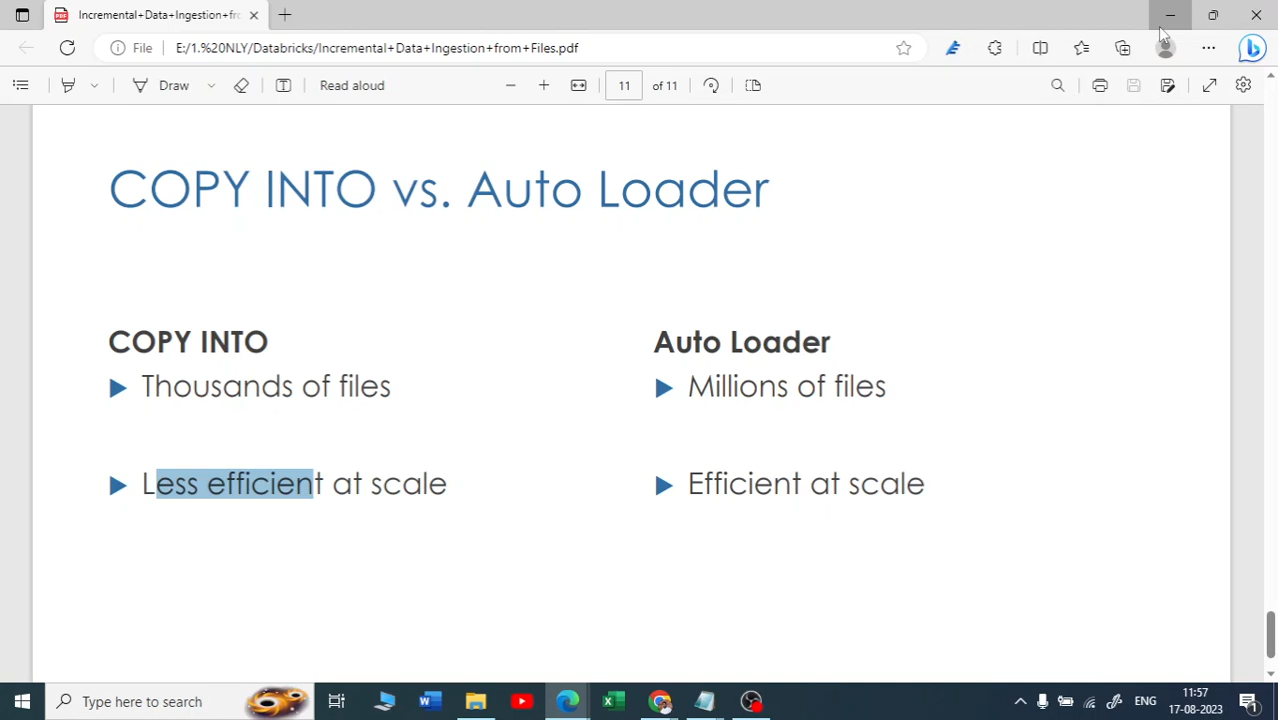 Incremental+Data+Ingestion+fro
File
E:/1.%20NLY/Databricks/Incremental+Data+Ingestion+from+Files.pdf
Draw
Read aloud
11
of 11
COPY INTO vs. Auto Loader
COPY INTO
Thousands of files
Less efficient at scale
Auto Loader
Millions of files
Efficient at scale
Type here to search
ENG
11:57
17-08-2023
1